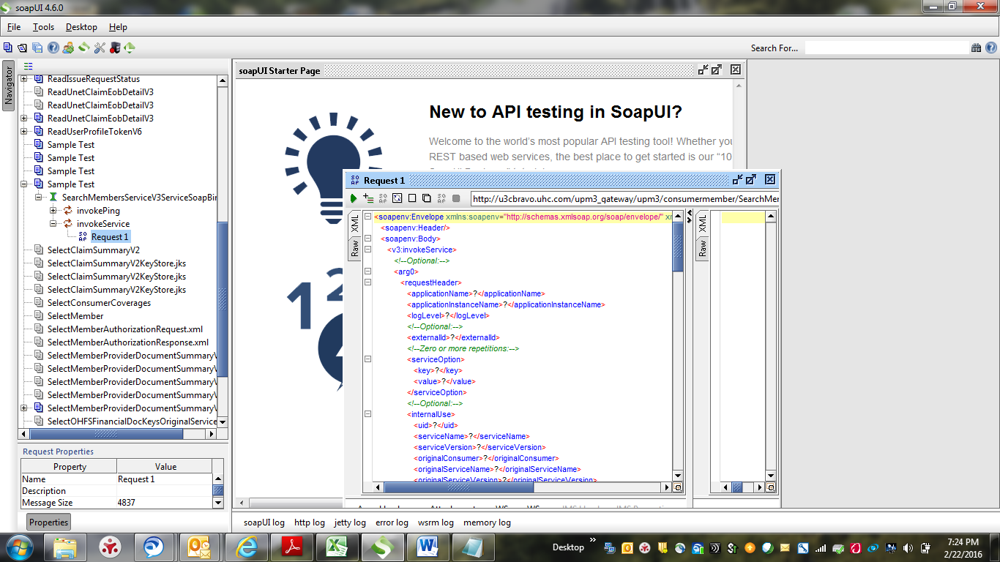 soapUI 4.6.0
File Tools Desktop Help
Search For...
Navigator
ReadIssueRequestStatus
ReadUnetClaimEobDetailV3
ReadUnetClaimEobDetailV3
ReadUnetClaimEobDetailV3
ReadUserProfileTokenV6
Sample Test
Sample Test
Sample Test
Sample Test
SearchMembersServiceV3ServiceSoapBin
invokePing
invokeService
Request 1
SelectClaimSummaryV2
SelectClaimSummaryV2KeyStore.jks
SelectClaimSummaryV2KeyStore.jks
SelectClaimSummaryV2KeyStore.jks
SelectConsumerCoverages
SelectMember
SelectMemberAuthorizationRequest.xml
SelectMemberAuthorizationResponse.xml
SelectMemberProviderDocumentSummaryV
SelectMemberProviderDocumentSummaryV
SelectMemberProviderDocumentSummaryV
SelectMemberProviderDocumentSummaryV
SelectMemberProviderDocumentSummaryV
SelectOHFSFinancialDocKeysOriginalService
Request Properties
Property Value
Name Request 1
Description
Message Size 4837
Properties
soapUI Starter Page
New to API testing in SoapUI?
Welcome to the world's most popular API testing tool! Whether you
REST based web services, the best place to get started is our "10
Request 1
http://u3cbravo.uhc.com/upm3_gateway/upm3/consumermember/SearchMem
XML
Raw
<soapenv:Envelope xmlns:soapenv="http://schemas.xmlsoap.org/soap/envelope/" xr
<soapenv:Header/>
<soapenv:Body>
<v3:invokeService>
<!--Optional:-->
<arg0>
<requestHeader>
<applicationName>?</applicationName>
<applicationInstanceName>?</applicationInstanceName>
<logLevel>?</logLevel>
<!--Optional:-->
<externalId>?</externalId>
<!--Zero or more repetitions:-->
<serviceOption>
<key>?</key>
<value>?</value>
</serviceOption>
<!--Optional:-->
<internalUse>
<uid>?</uid>
<serviceName>?</serviceName>
<serviceVersion>?</serviceVersion>
<originalConsumer>?</originalConsumer>
<originalServiceName>?</originalServiceName>
<originalServiceVersion>?</originalServiceVersion>
XML
Raw
soapUI log http log jetty log error log wsrm log memory log
Desktop
7:24 PM
2/22/2016